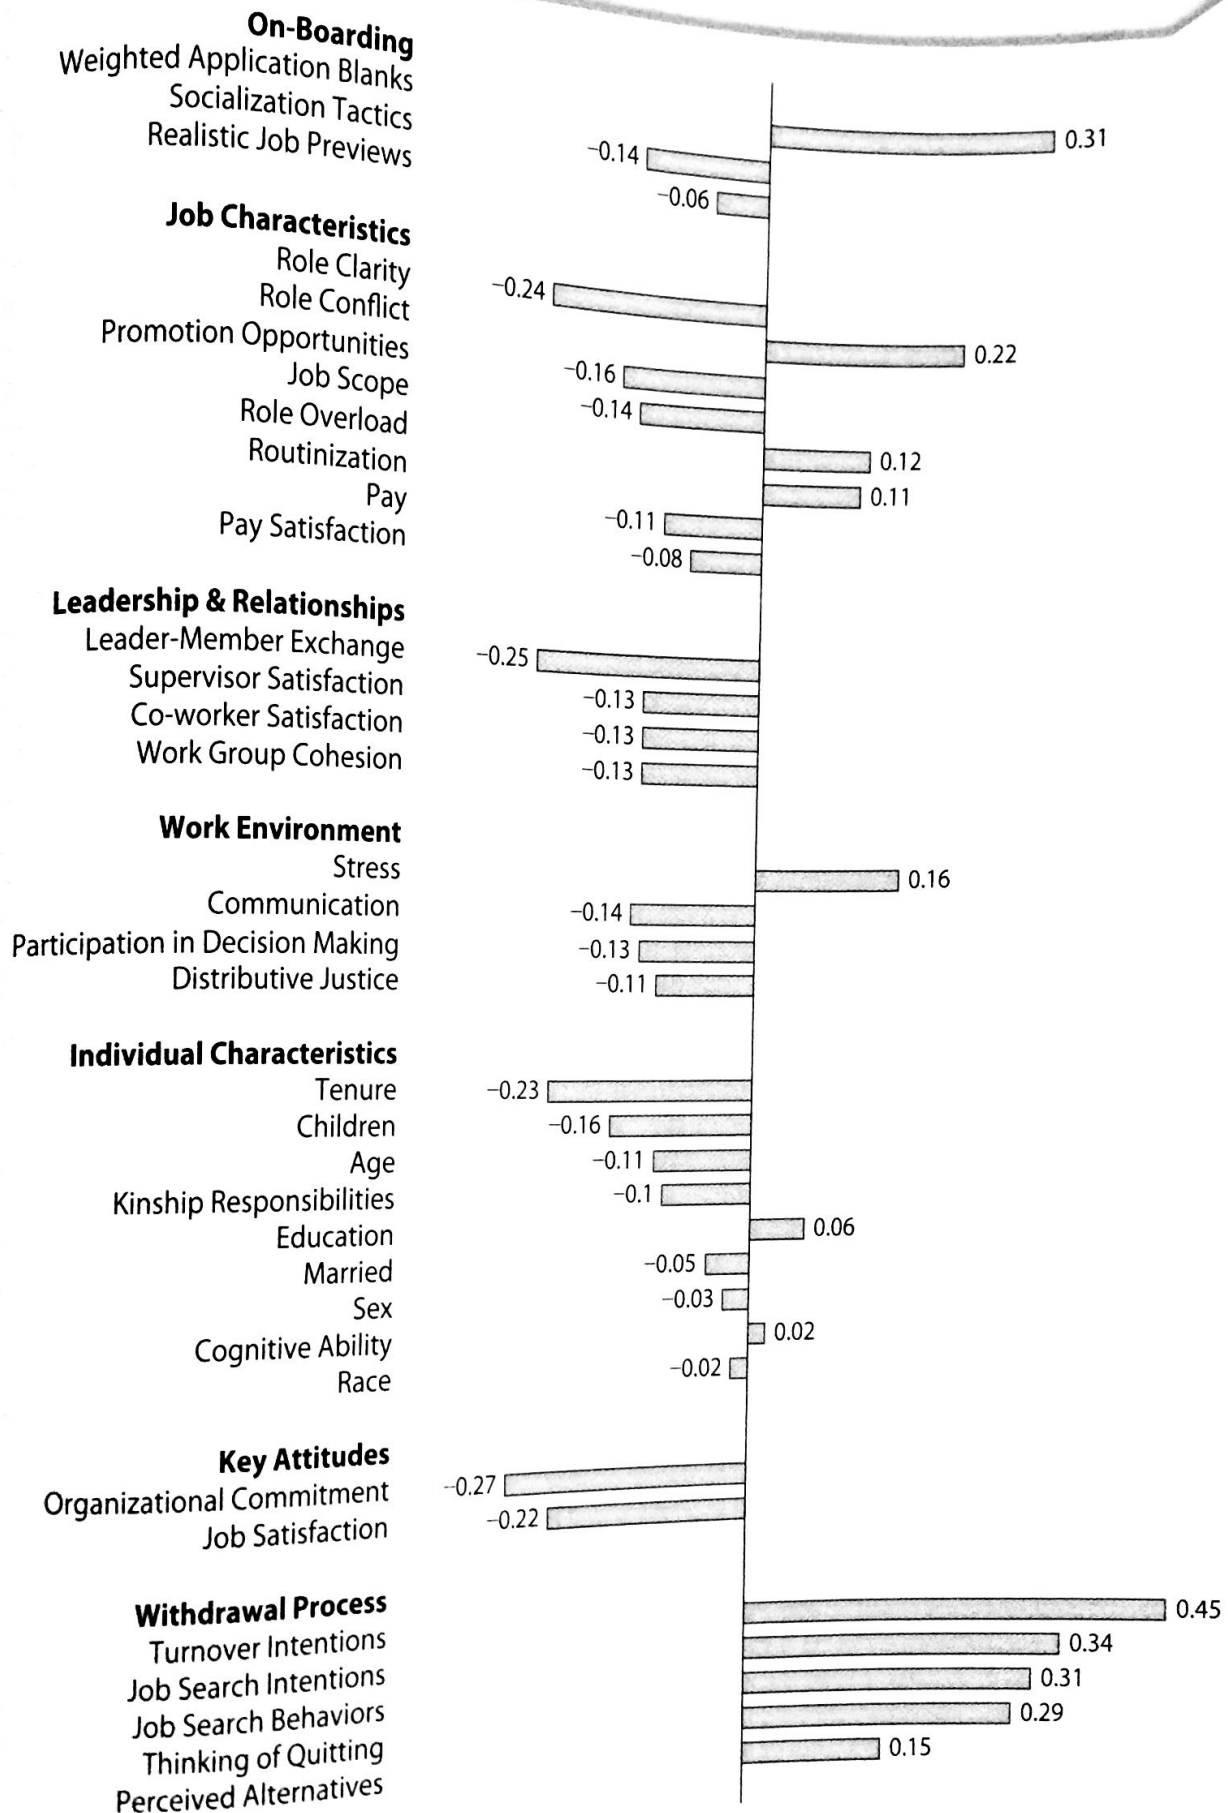 On-Boarding
Weighted Application Blanks 0.31
Socialization Tactics −0.14
Realistic Job Previews −0.06
Job Characteristics
Role Clarity −0.24
Role Conflict 0.22
Promotion Opportunities −0.16
Job Scope −0.14
Role Overload 0.12
Routinization 0.11
Pay −0.11
Pay Satisfaction −0.08
Leadership & Relationships
Leader-Member Exchange −0.25
Supervisor Satisfaction −0.13
Co-worker Satisfaction −0.13
Work Group Cohesion −0.13
Work Environment
Stress 0.16
Communication −0.14
Participation in Decision Making −0.13
Distributive Justice −0.11
Individual Characteristics
Tenure −0.23
Children −0.16
Age −0.11
Kinship Responsibilities −0.1
Education 0.06
Married −0.05
Sex −0.03
Cognitive Ability 0.02
Race −0.02
Key Attitudes
Organizational Commitment −0.27
Job Satisfaction −0.22
Withdrawal Process
Turnover Intentions 0.45
Job Search Intentions 0.34
Job Search Behaviors 0.31
Thinking of Quitting 0.29
Perceived Alternatives 0.15